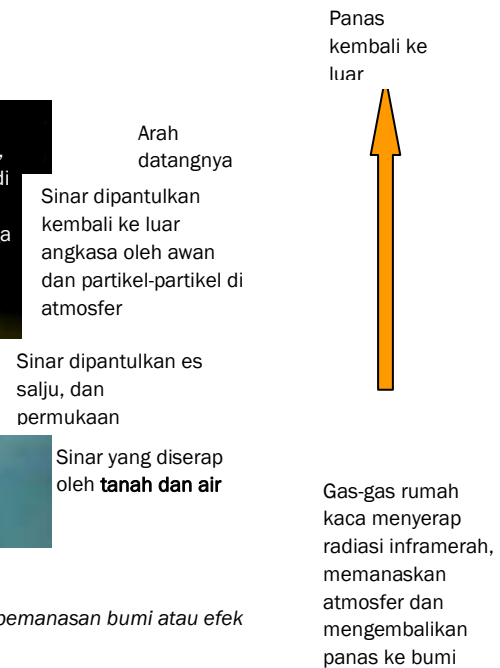 Panas
kembali ke
luar
Arah
datangnya
Sinar dipantulkan
kembali ke luar
angkasa oleh awan
dan partikel-partikel di
atmosfer
Sinar dipantulkan es
salju, dan
permukaan
Sinar yang diserap
oleh tanah dan air
Gas-gas rumah
kaca menyerap
radiasi inframerah,
memanaskan
atmosfer dan
mengembalikan
panas ke bumi
pemanasan bumi atau efek